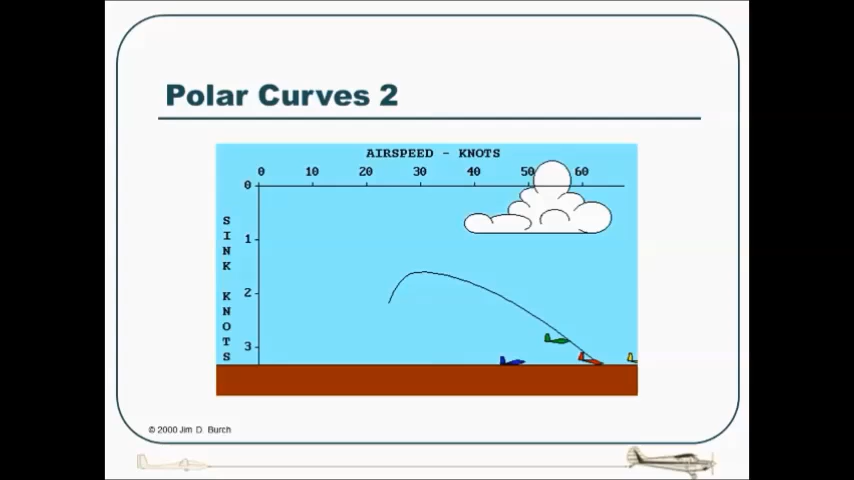 Polar Curves 2
AIRSPEED - KNOTS
0 10 20 30 40 50 60
0
1
2
3
SINK KNOTS
© 2000 Jim D. Burch